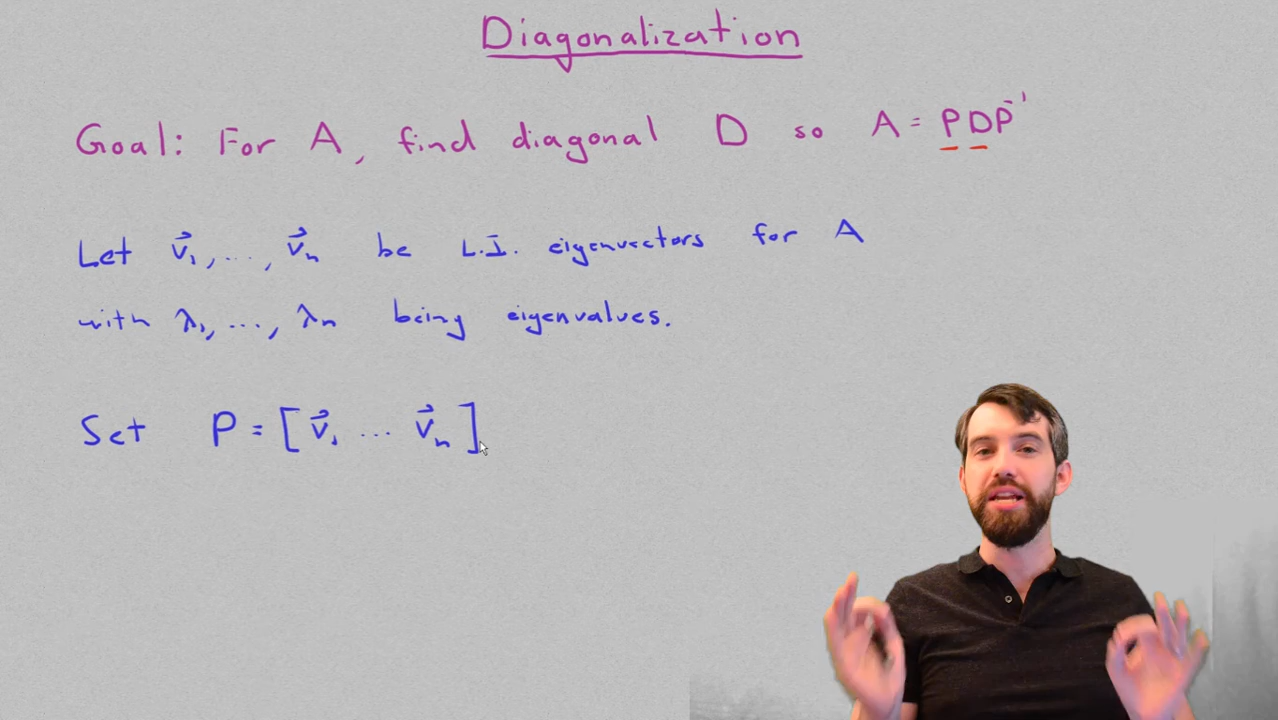 Diagonalization
Goal: For A, find diagonal D so A = PDP⁻¹
Let v⃗₁, ..., v⃗ₙ be L.I. eigenvectors for A
with λ₁, ..., λₙ being eigenvalues.
Set P = [v⃗₁ ... v⃗ₙ]